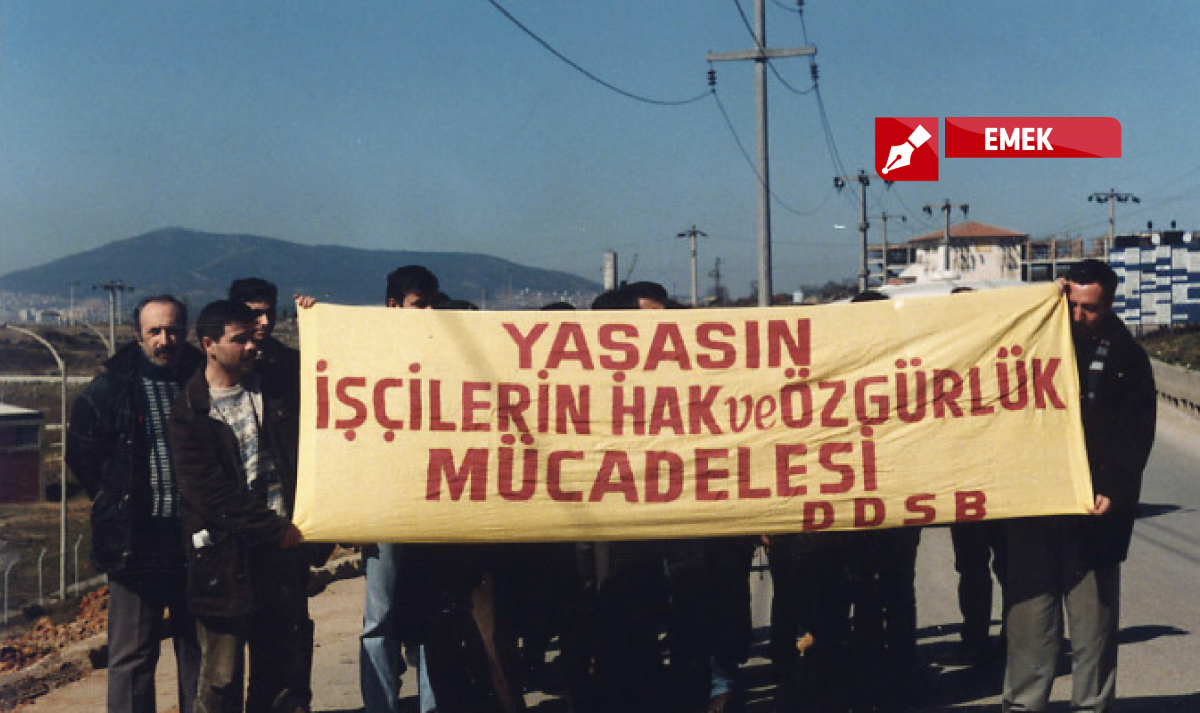 EMEK
YAŞASIN
İŞÇİLERİN HAK ve ÖZGÜRLÜK
MÜCADELESİ
DDSB